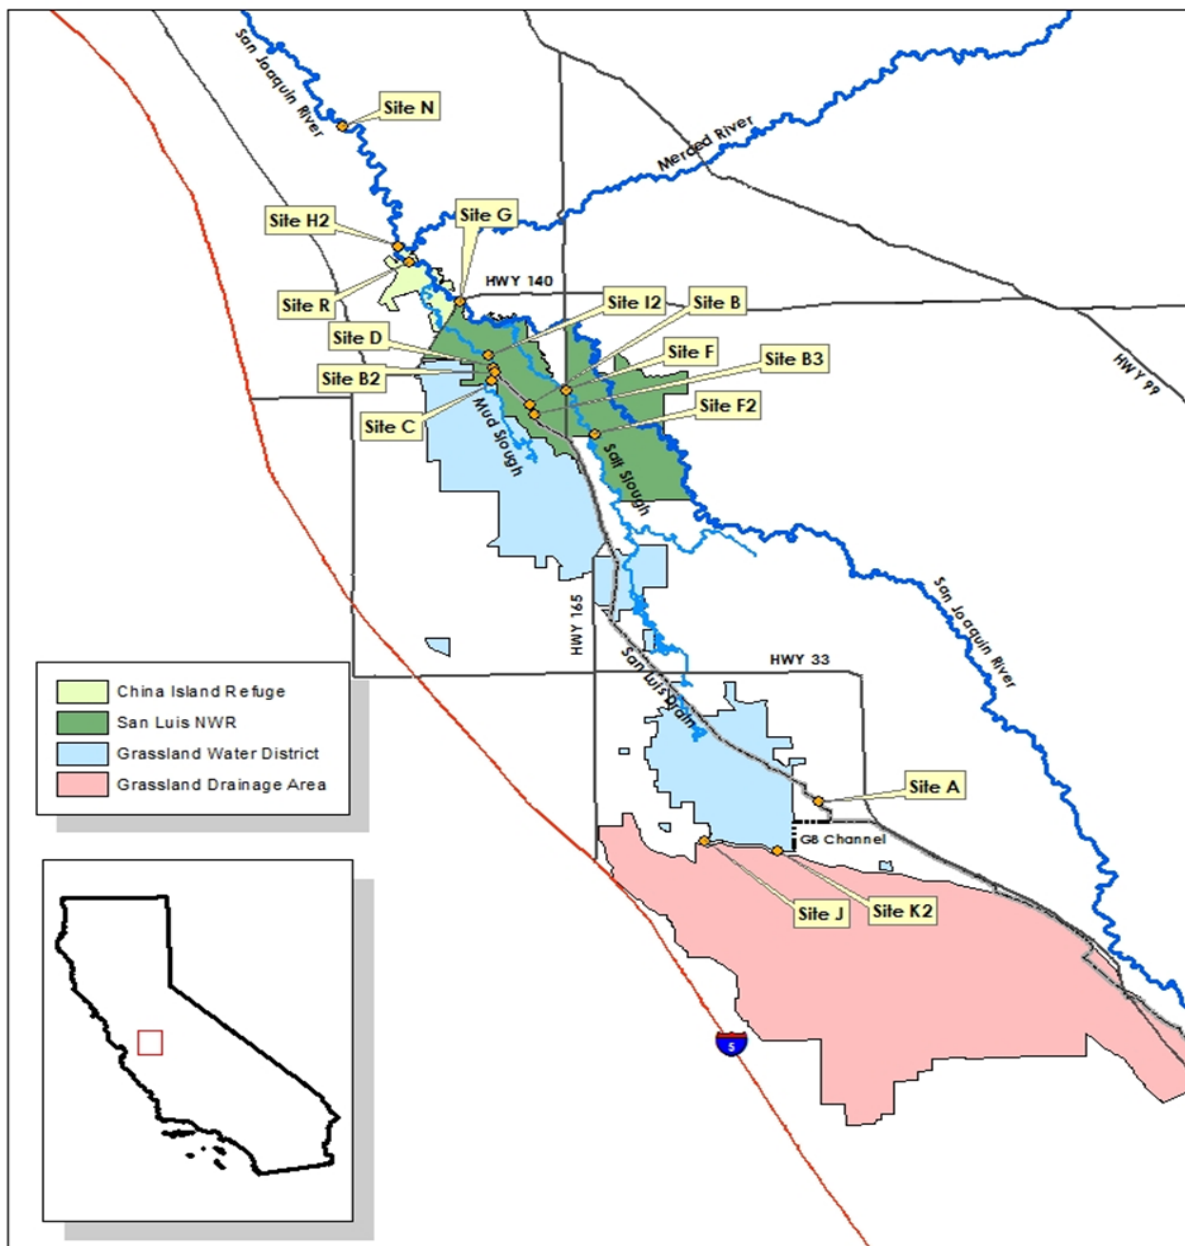 San Joaquin River
Site N
Merced River
Site H2
Site G
HWY 140
Site R
Site I2
Site B
Site D
Site F
Site B3
HWY 99
Site B2
Site F2
Site C
Mud Slough
Salt Slough
San Joaquin River
HWY 165
HWY 33
San Luis Drain
China Island Refuge
San Luis NWR
Grassland Water District
Grassland Drainage Area
Site A
GB Channel
Site J
Site K2
5